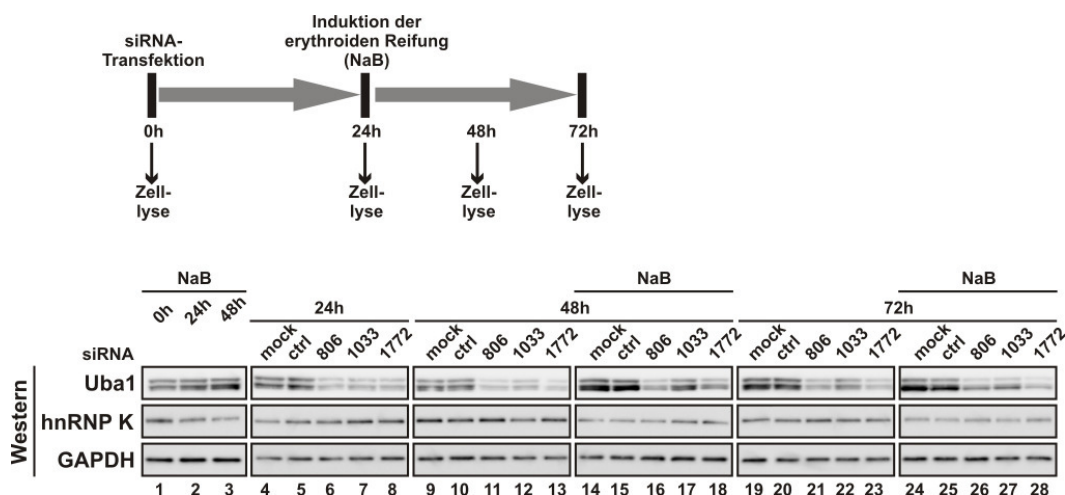 siRNA-
Transfektion
Induktion der
erythroiden Reifung
(NaB)
0h 24h 48h 72h
Zell-
lyse
Zell-
lyse
Zell-
lyse
Zell-
lyse
NaB NaB NaB
0h 24h 48h 24h 48h 72h
siRNA mock ctrl 806 1033 1772 mock ctrl 806 1033 1772 mock ctrl 806 1033 1772 mock ctrl 806 1033 1772 mock ctrl 806 1033 1772
Western
Uba1
hnRNP K
GAPDH
1 2 3 4 5 6 7 8 9 10 11 12 13 14 15 16 17 18 19 20 21 22 23 24 25 26 27 28